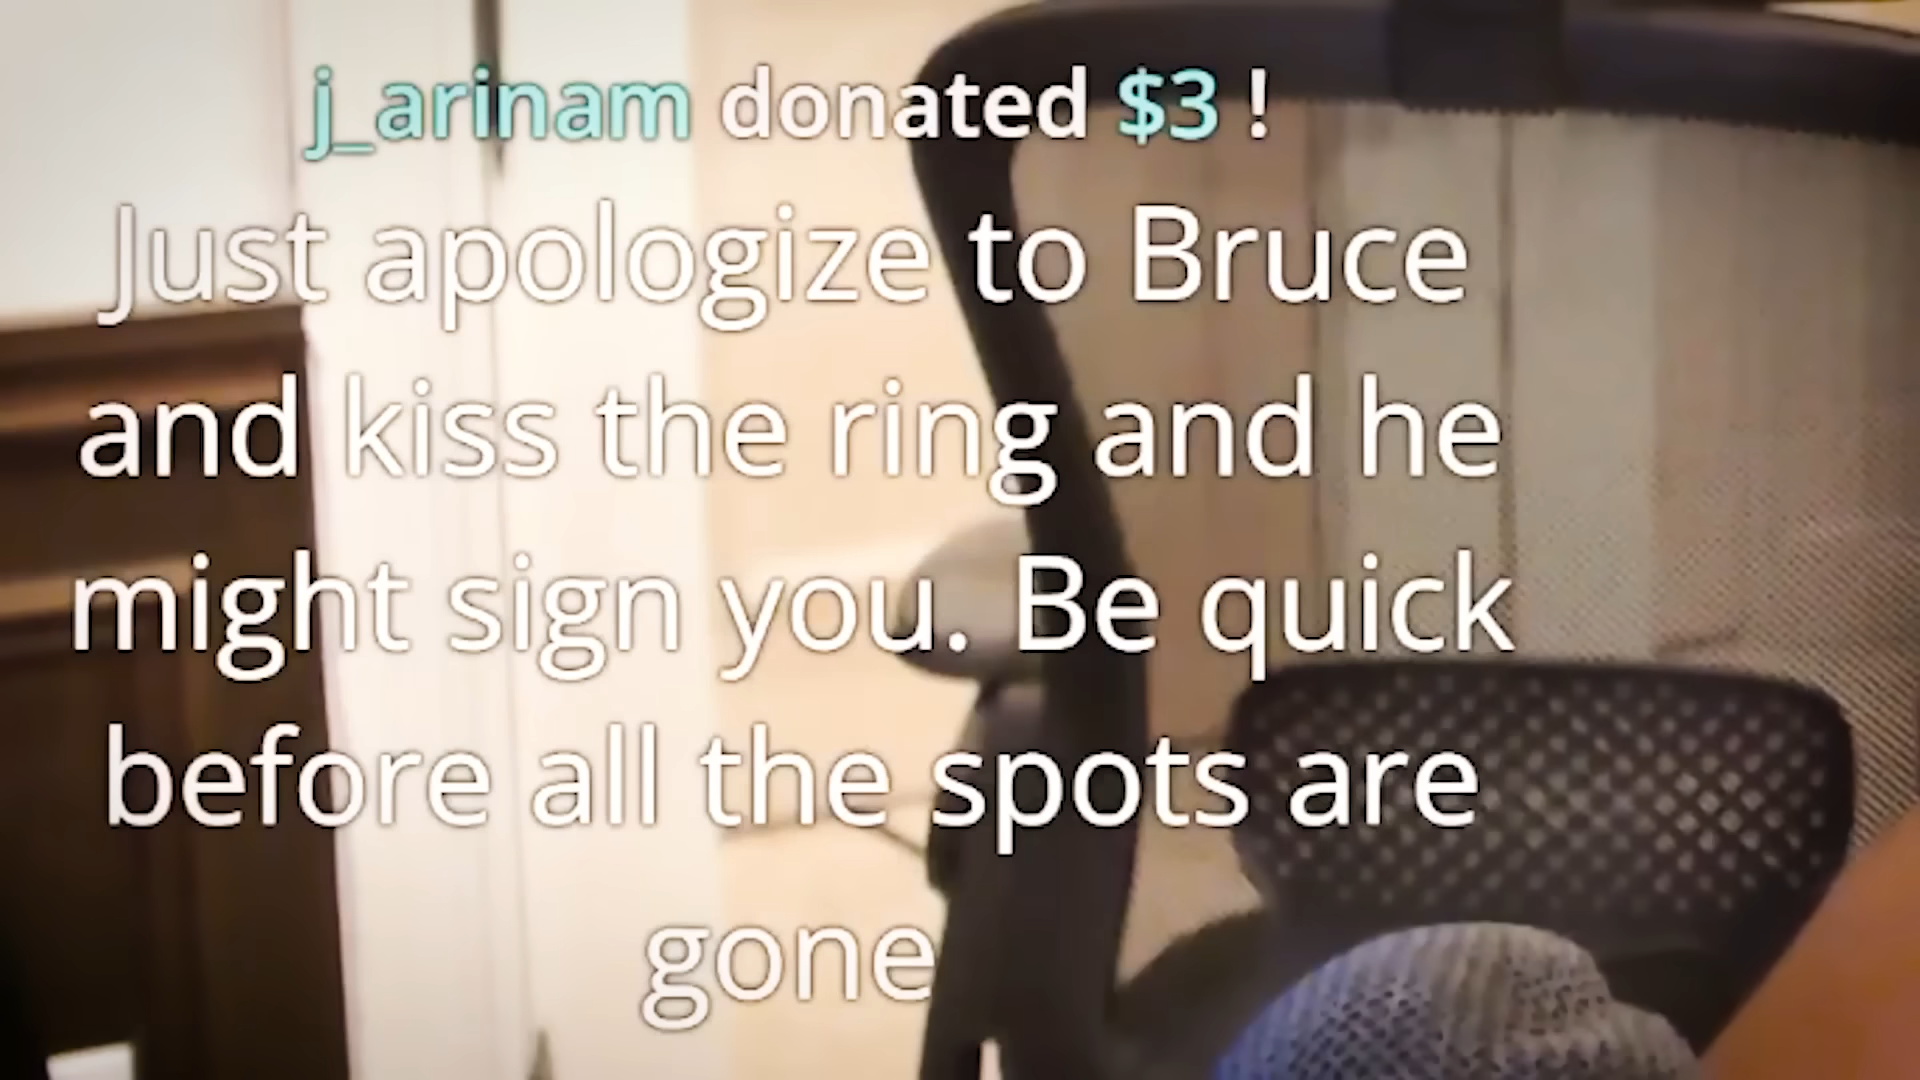 j_arinam donated $3 !
Just apologize to Bruce
and kiss the ring and he
might sign you. Be quick
before all the spots are
gone